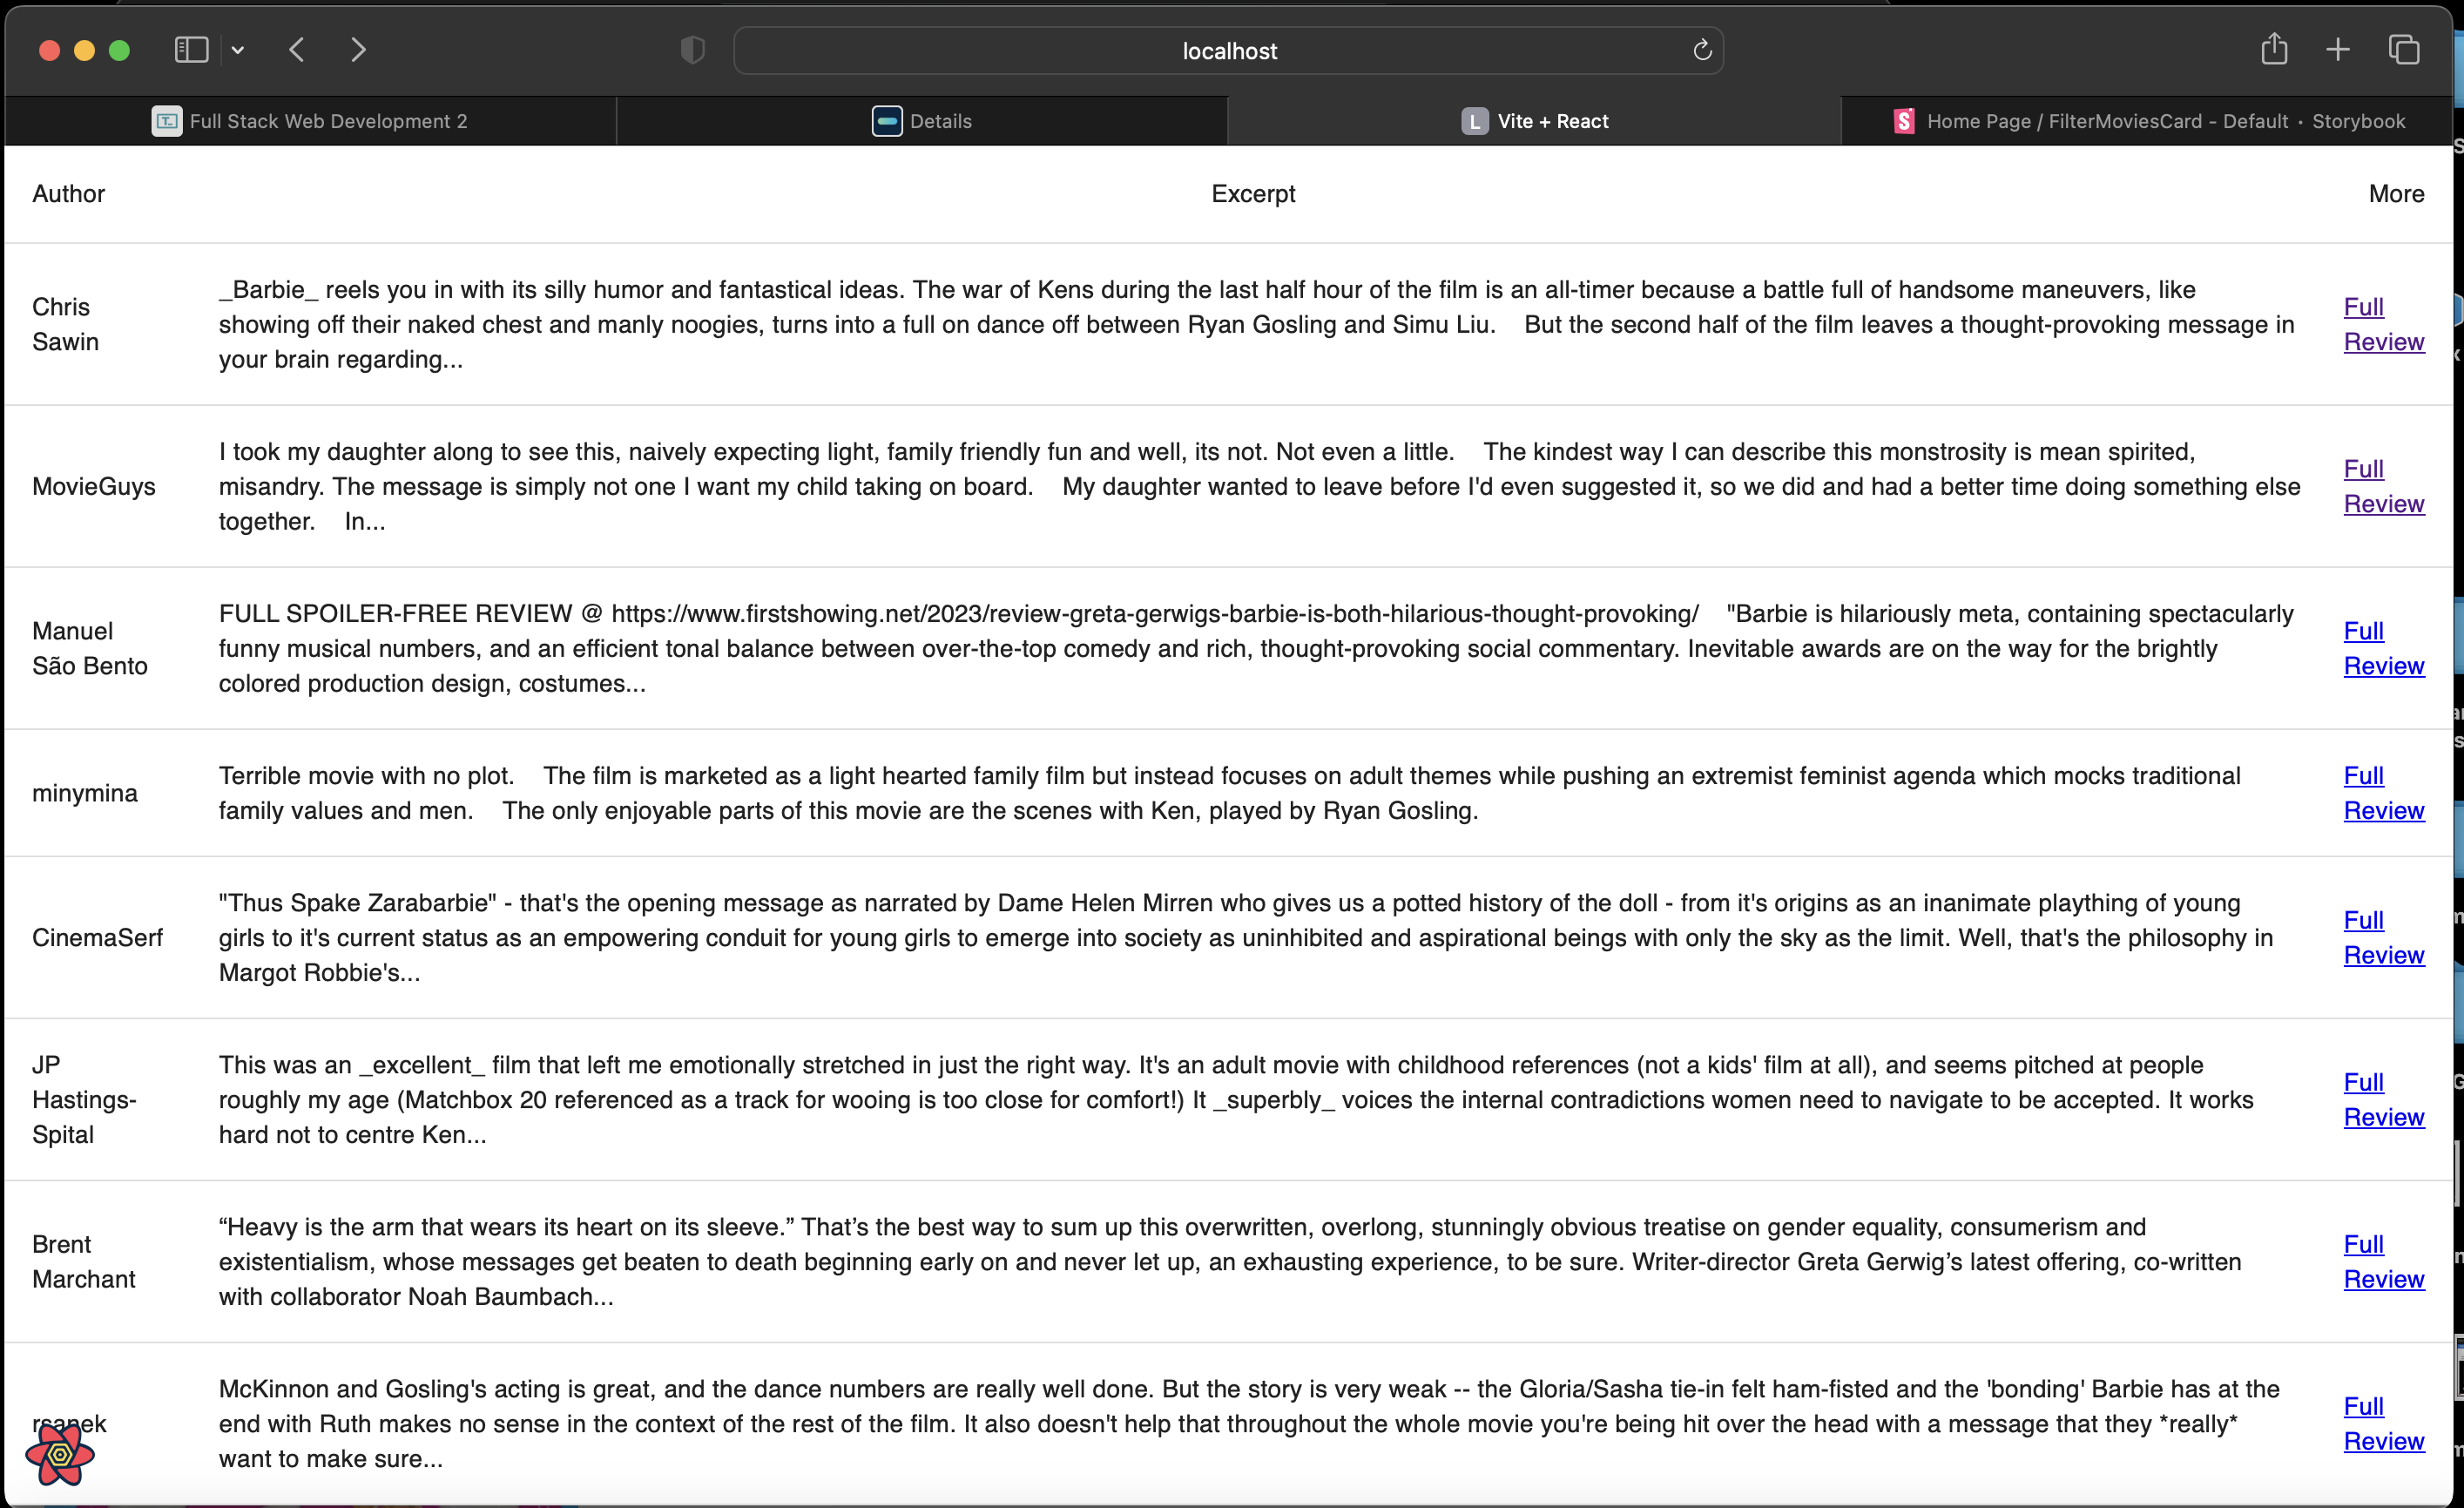 localhost
Full Stack Web Development 2
Details
L Vite + React
S Home Page / FilterMoviesCard - Default · Storybook
Author Excerpt More
Chris
Sawin
_Barbie_ reels you in with its silly humor and fantastical ideas. The war of Kens during the last half hour of the film is an all-timer because a battle full of handsome maneuvers, like
showing off their naked chest and manly noogies, turns into a full on dance off between Ryan Gosling and Simu Liu. But the second half of the film leaves a thought-provoking message in
your brain regarding...
Full
Review
MovieGuys
I took my daughter along to see this, naively expecting light, family friendly fun and well, its not. Not even a little. The kindest way I can describe this monstrosity is mean spirited,
misandry. The message is simply not one I want my child taking on board. My daughter wanted to leave before I'd even suggested it, so we did and had a better time doing something else
together. In...
Full
Review
Manuel
São Bento
FULL SPOILER-FREE REVIEW @ https://www.firstshowing.net/2023/review-greta-gerwigs-barbie-is-both-hilarious-thought-provoking/ "Barbie is hilariously meta, containing spectacularly
funny musical numbers, and an efficient tonal balance between over-the-top comedy and rich, thought-provoking social commentary. Inevitable awards are on the way for the brightly
colored production design, costumes...
Full
Review
minymina
Terrible movie with no plot. The film is marketed as a light hearted family film but instead focuses on adult themes while pushing an extremist feminist agenda which mocks traditional
family values and men. The only enjoyable parts of this movie are the scenes with Ken, played by Ryan Gosling.
Full
Review
CinemaSerf
"Thus Spake Zarabarbie" - that's the opening message as narrated by Dame Helen Mirren who gives us a potted history of the doll - from it's origins as an inanimate plaything of young
girls to it's current status as an empowering conduit for young girls to emerge into society as uninhibited and aspirational beings with only the sky as the limit. Well, that's the philosophy in
Margot Robbie's...
Full
Review
JP
Hastings-
Spital
This was an _excellent_ film that left me emotionally stretched in just the right way. It's an adult movie with childhood references (not a kids' film at all), and seems pitched at people
roughly my age (Matchbox 20 referenced as a track for wooing is too close for comfort!) It _superbly_ voices the internal contradictions women need to navigate to be accepted. It works
hard not to centre Ken...
Full
Review
Brent
Marchant
“Heavy is the arm that wears its heart on its sleeve.” That’s the best way to sum up this overwritten, overlong, stunningly obvious treatise on gender equality, consumerism and
existentialism, whose messages get beaten to death beginning early on and never let up, an exhausting experience, to be sure. Writer-director Greta Gerwig’s latest offering, co-written
with collaborator Noah Baumbach...
Full
Review
rsanek
McKinnon and Gosling's acting is great, and the dance numbers are really well done. But the story is very weak -- the Gloria/Sasha tie-in felt ham-fisted and the 'bonding' Barbie has at the
end with Ruth makes no sense in the context of the rest of the film. It also doesn't help that throughout the whole movie you're being hit over the head with a message that they *really*
want to make sure...
Full
Review